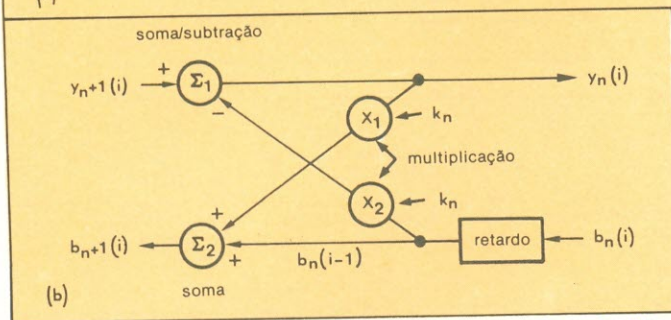 soma/subtração
yₙ₊₁(i) + Σ₁ yₙ(i)
−
X₁ kₙ
multiplicação
X₂ kₙ
+
bₙ₊₁(i) Σ₂ + bₙ(i−1) retardo bₙ(i)
(b) soma